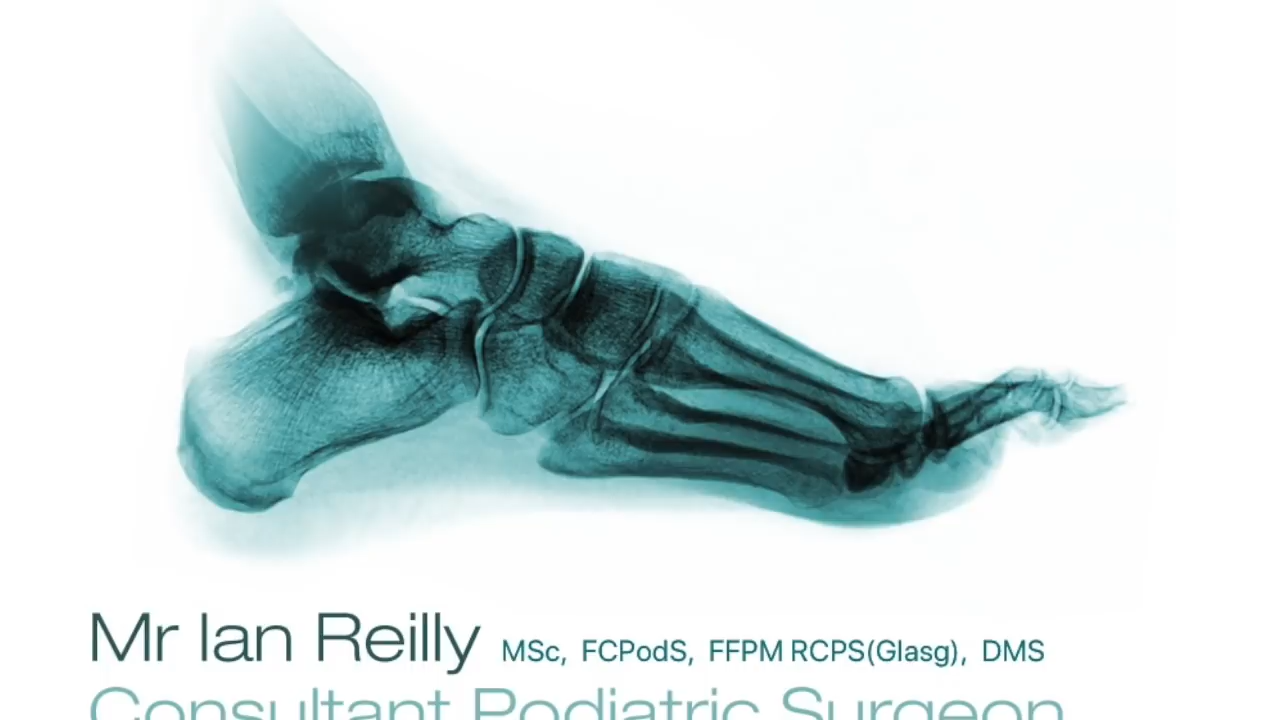 Mr Ian Reilly MSc, FCPodS, FFPM RCPS(Glasg), DMS
Consultant Podiatric Surgeon